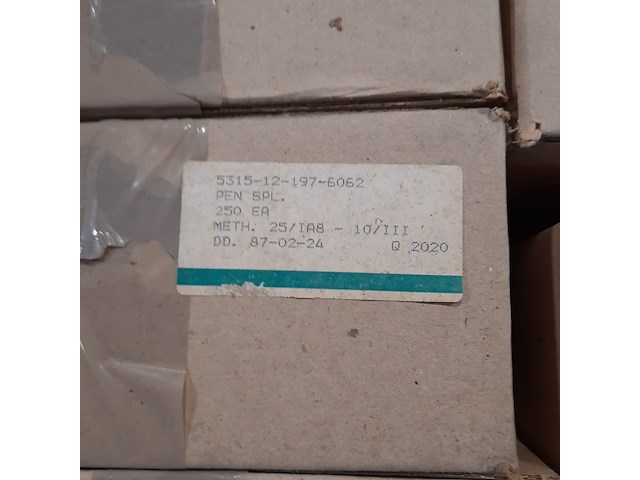 5315-12-197-6062
PEN SPL.
250 EA
METH. 25/IA8 - 10/III
DD. 87-02-24 Q 2020